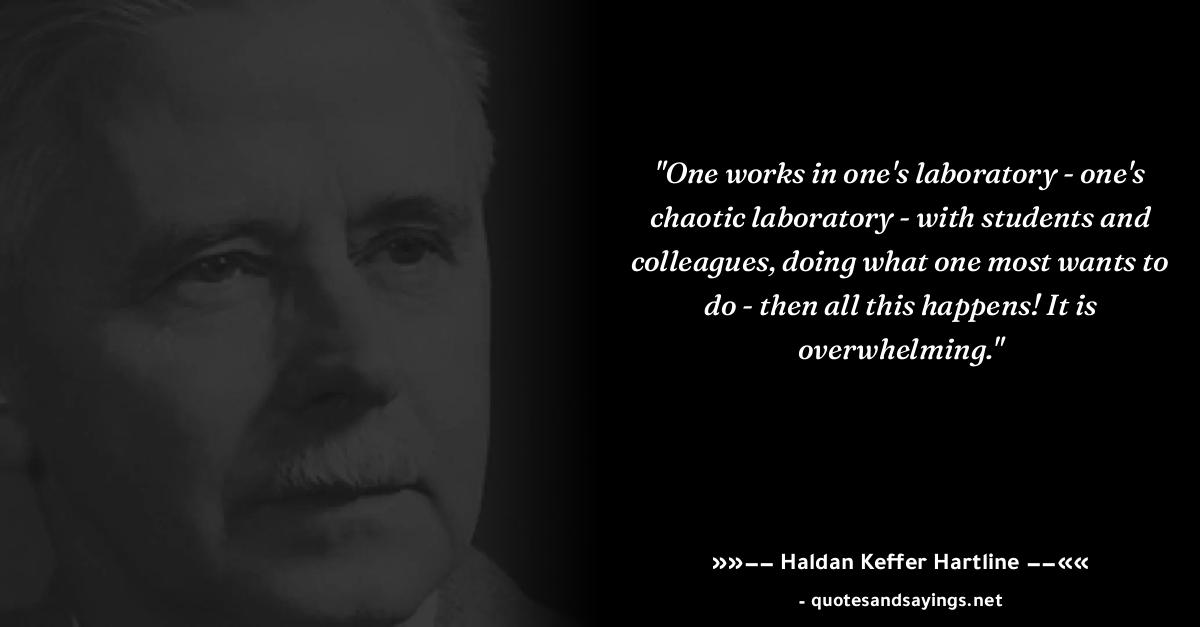 "One works in one's laboratory - one's
chaotic laboratory - with students and
colleagues, doing what one most wants to
do - then all this happens! It is
overwhelming."
»»−− Haldan Keffer Hartline −−««
- quotesandsayings.net